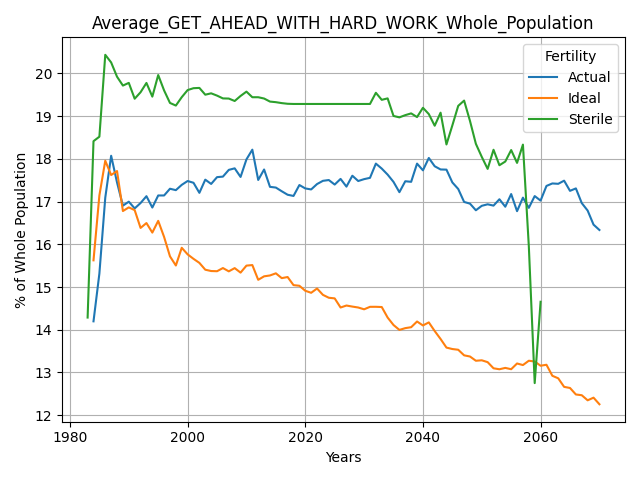 Average_GET_AHEAD_WITH_HARD_WORK_Whole_Population
Fertility
Actual
Ideal
Sterile
% of Whole Population
20
19
18
17
16
15
14
13
12
1980
2000
2020
2040
2060
Years